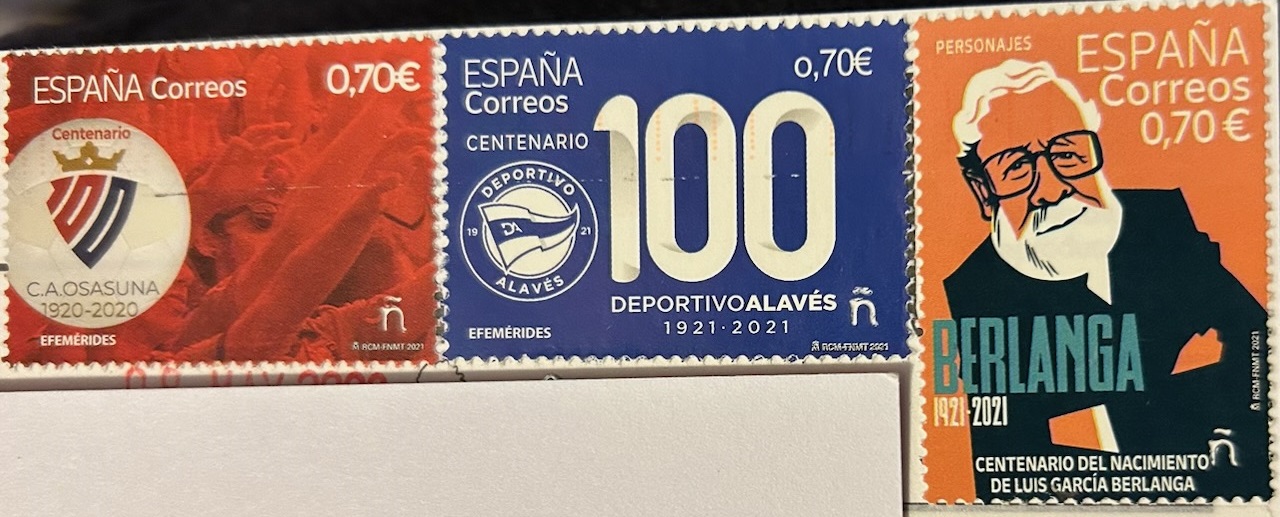 ESPAÑA Correos 0,70€
Centenario
C.A.OSASUNA
1920-2020
EFEMÉRIDES
ñ
RCM-FNMT 2021
ESPAÑA
Correos
0,70€
CENTENARIO
100
DEPORTIVO
19 DA 21
ALAVÉS
DEPORTIVOALAVÉS
1921·2021
EFEMÉRIDES
ñ
RCM-FNMT 2021
PERSONAJES
ESPAÑA
Correos
0,70 €
BERLANGA
1921-2021
RCM-FNMT 2021
ñ
CENTENARIO DEL NACIMIENTO
DE LUIS GARCÍA BERLANGA